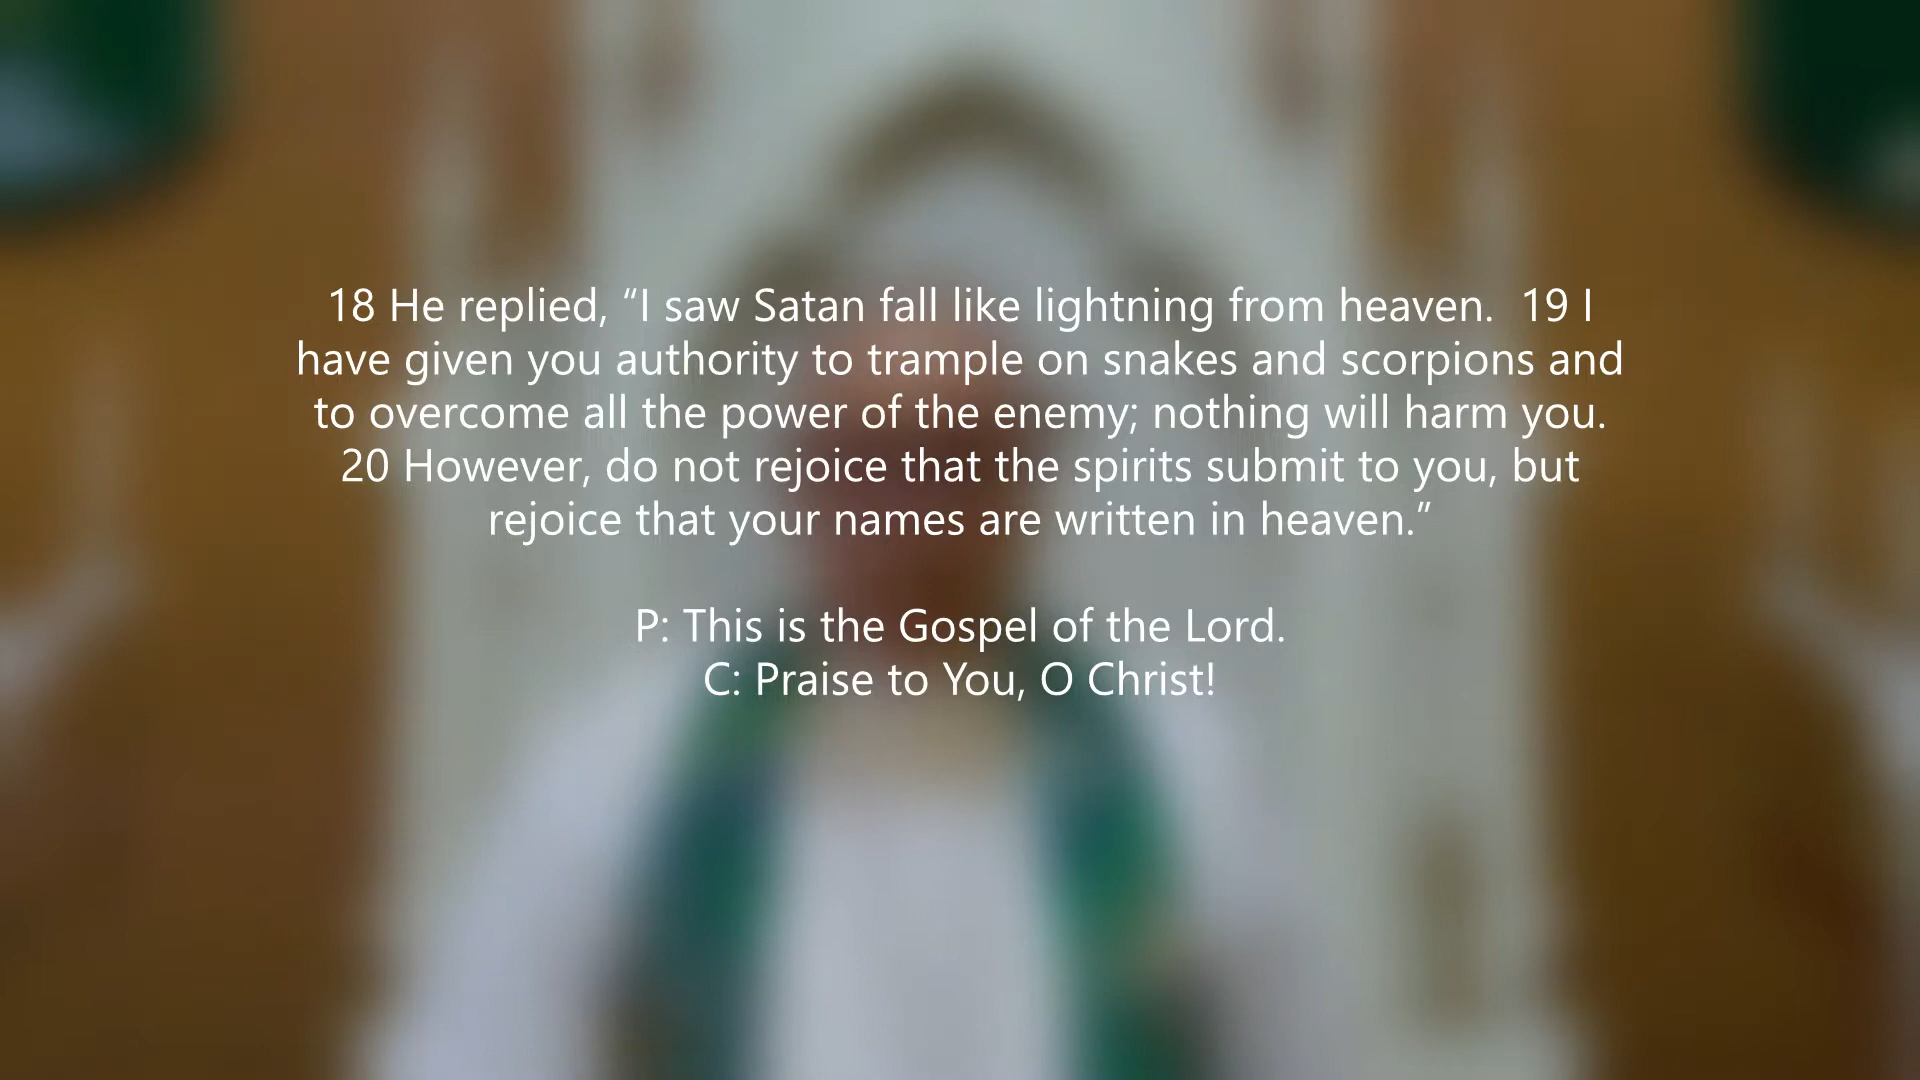 18 He replied, “I saw Satan fall like lightning from heaven.  19 I
have given you authority to trample on snakes and scorpions and
to overcome all the power of the enemy; nothing will harm you.
20 However, do not rejoice that the spirits submit to you, but
rejoice that your names are written in heaven.”
P: This is the Gospel of the Lord.
C: Praise to You, O Christ!